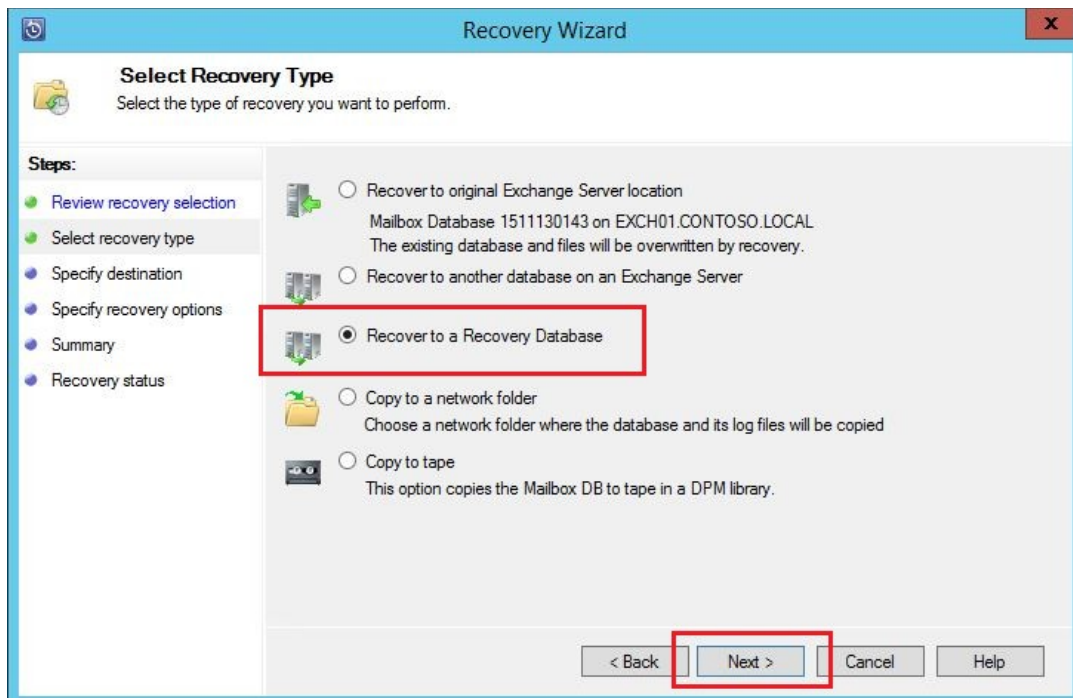 Recovery Wizard
x
Select Recovery Type
Select the type of recovery you want to perform.
Steps:
Review recovery selection
Select recovery type
Specify destination
Specify recovery options
Summary
Recovery status
Recover to original Exchange Server location
Mailbox Database 1511130143 on EXCH01.CONTOSO.LOCAL
The existing database and files will be overwritten by recovery.
Recover to another database on an Exchange Server
Recover to a Recovery Database
Copy to a network folder
Choose a network folder where the database and its log files will be copied
Copy to tape
This option copies the Mailbox DB to tape in a DPM library.
< Back Next > Cancel Help